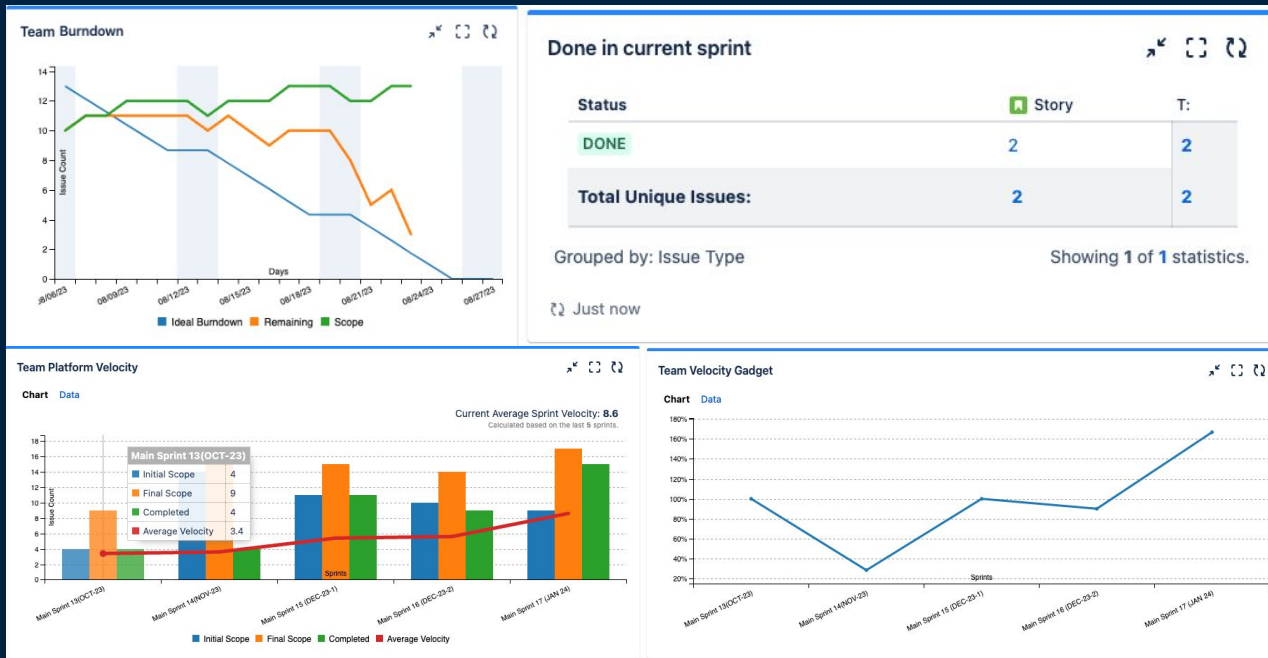 Team Burndown
14
12
10
8
6
4
2
0
Issue Count
Days
08/06/23 08/09/23 08/12/23 08/15/23 08/18/23 08/21/23 08/24/23 08/27/23
Ideal Burndown Remaining Scope
Done in current sprint
Status Story T:
DONE 2 2
Total Unique Issues: 2 2
Grouped by: Issue Type Showing 1 of 1 statistics.
Just now
Team Platform Velocity
Chart Data
Current Average Sprint Velocity: 8.6
Calculated based on the last 5 sprints.
18
16
14
12
10
8
6
4
2
0
Issue Count
Main Sprint 13(OCT-23)
Initial Scope 4
Final Scope 9
Completed 4
Average Velocity 3.4
Sprints
Main Sprint 13(OCT-23) Main Sprint 14(NOV-23) Main Sprint 15 (DEC-23-1) Main Sprint 16 (DEC-23-2) Main Sprint 17 (JAN 24)
Initial Scope Final Scope Completed Average Velocity
Team Velocity Gadget
Chart Data
180%
160%
140%
120%
100%
80%
60%
40%
20%
Sprints
Main Sprint 13(OCT-23) Main Sprint 14(NOV-23) Main Sprint 15 (DEC-23-1) Main Sprint 16 (DEC-23-2) Main Sprint 17 (JAN 24)